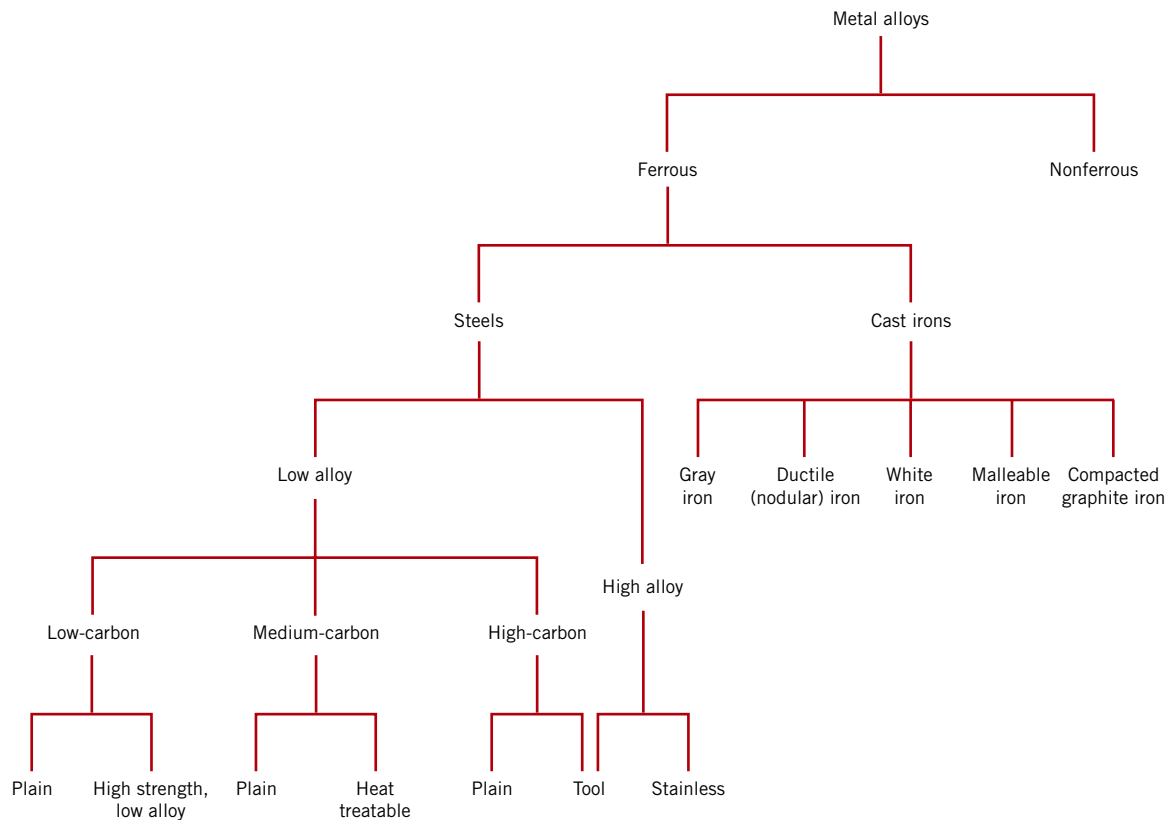 Metal alloys
Ferrous
Nonferrous
Steels
Cast irons
Low alloy
Gray
iron
Ductile
(nodular) iron
White
iron
Malleable
iron
Compacted
graphite iron
High alloy
Low-carbon
Medium-carbon
High-carbon
Plain
High strength,
low alloy
Plain
Heat
treatable
Plain
Tool
Stainless